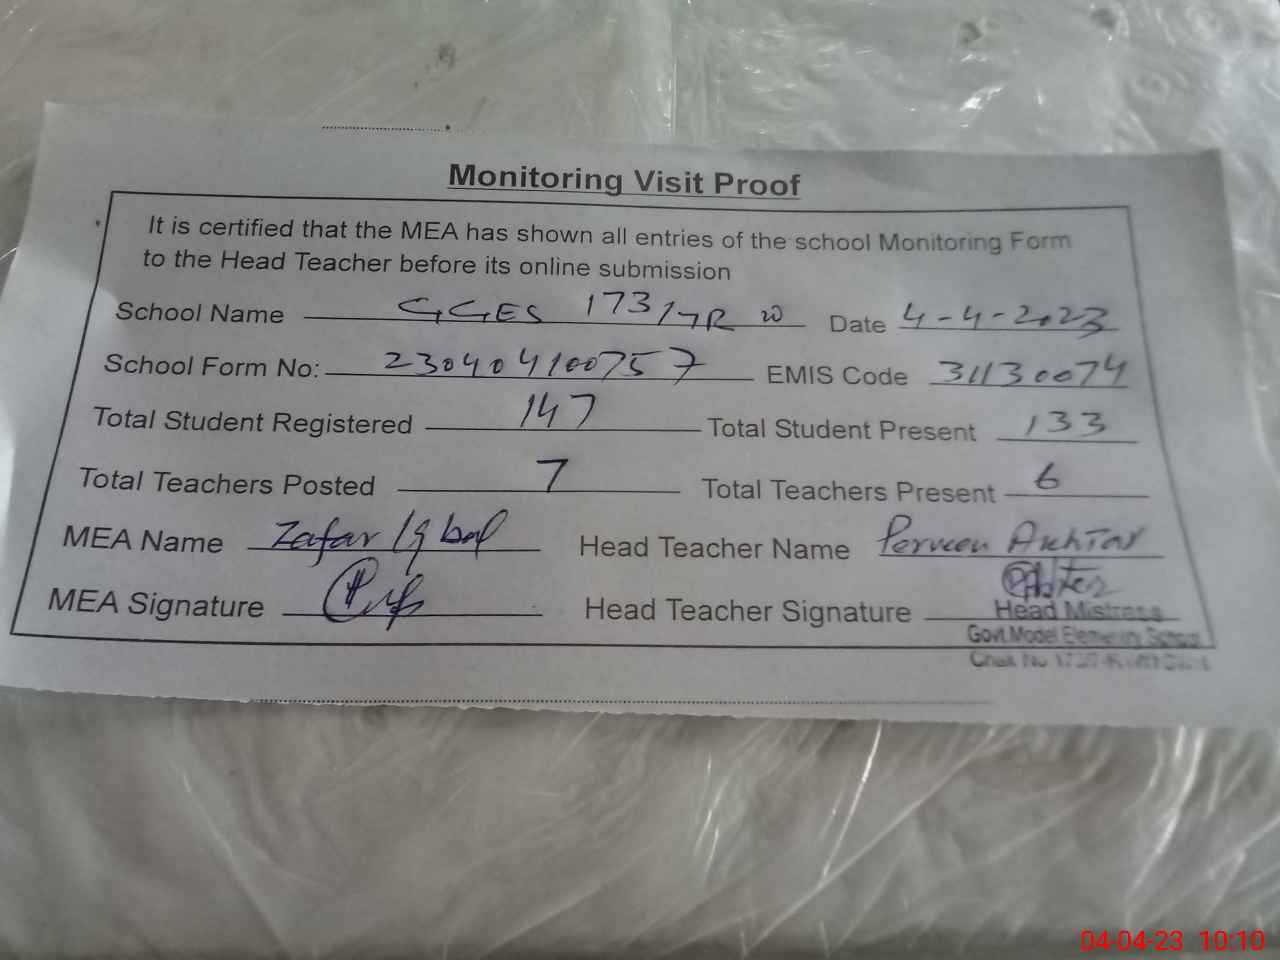 Monitoring Visit Proof
It is certified that the MEA has shown all entries of the school Monitoring Form
to the Head Teacher before its online submission
School Name GGES 173/7R Date 4-4-2023
School Form No: 230404100757 EMIS Code 31130074
Total Student Registered 147 Total Student Present 133
Total Teachers Posted 7 Total Teachers Present 6
MEA Name Zafar Iqbal Head Teacher Name Perveen Akhtar
MEA Signature Head Teacher Signature
Head Mistress
Govt. Model Elementary School
Chak No
04-04-23 10:10